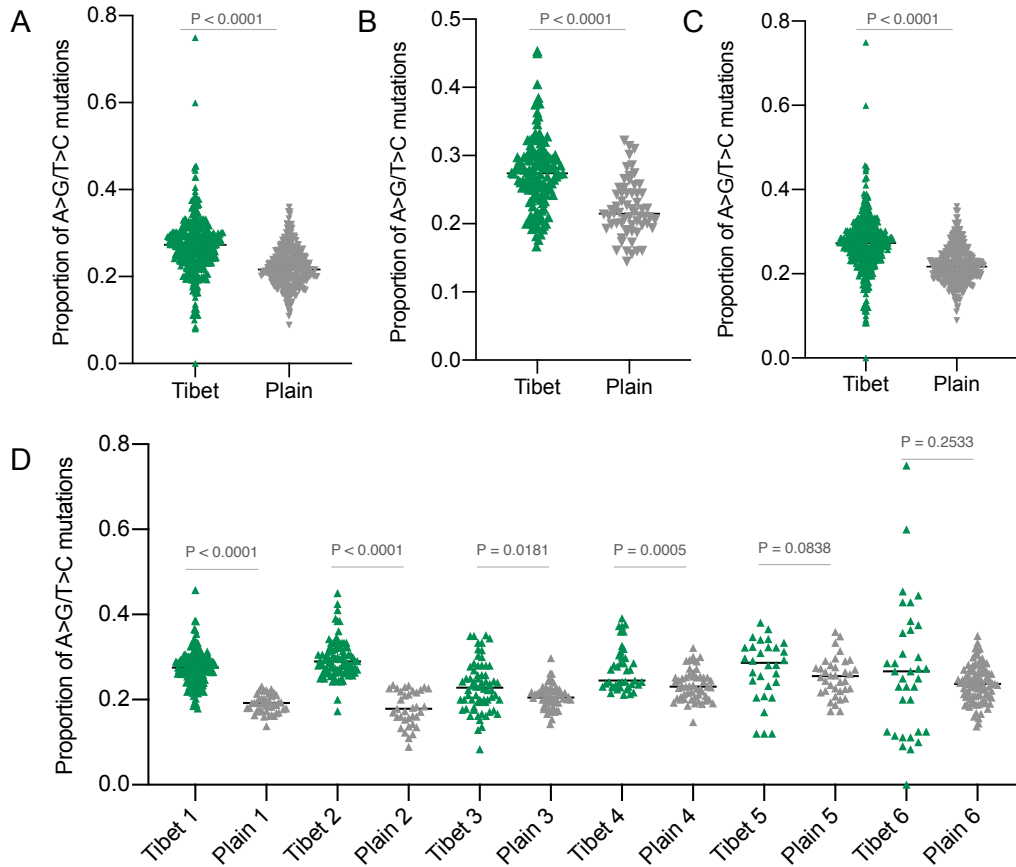 A
P < 0.0001
Proportion of A>G/T>C mutations
0.8
0.6
0.4
0.2
0.0
Tibet
Plain
B
P < 0.0001
Proportion of A>G/T>C mutations
0.5
0.4
0.3
0.2
0.1
0.0
Tibet
Plain
C
P < 0.0001
Proportion of A>G/T>C mutations
0.8
0.6
0.4
0.2
0.0
Tibet
Plain
D
Proportion of A>G/T>C mutations
0.8
0.6
0.4
0.2
0.0
P < 0.0001
P < 0.0001
P = 0.0181
P = 0.0005
P = 0.0838
P = 0.2533
Tibet 1
Plain 1
Tibet 2
Plain 2
Tibet 3
Plain 3
Tibet 4
Plain 4
Tibet 5
Plain 5
Tibet 6
Plain 6